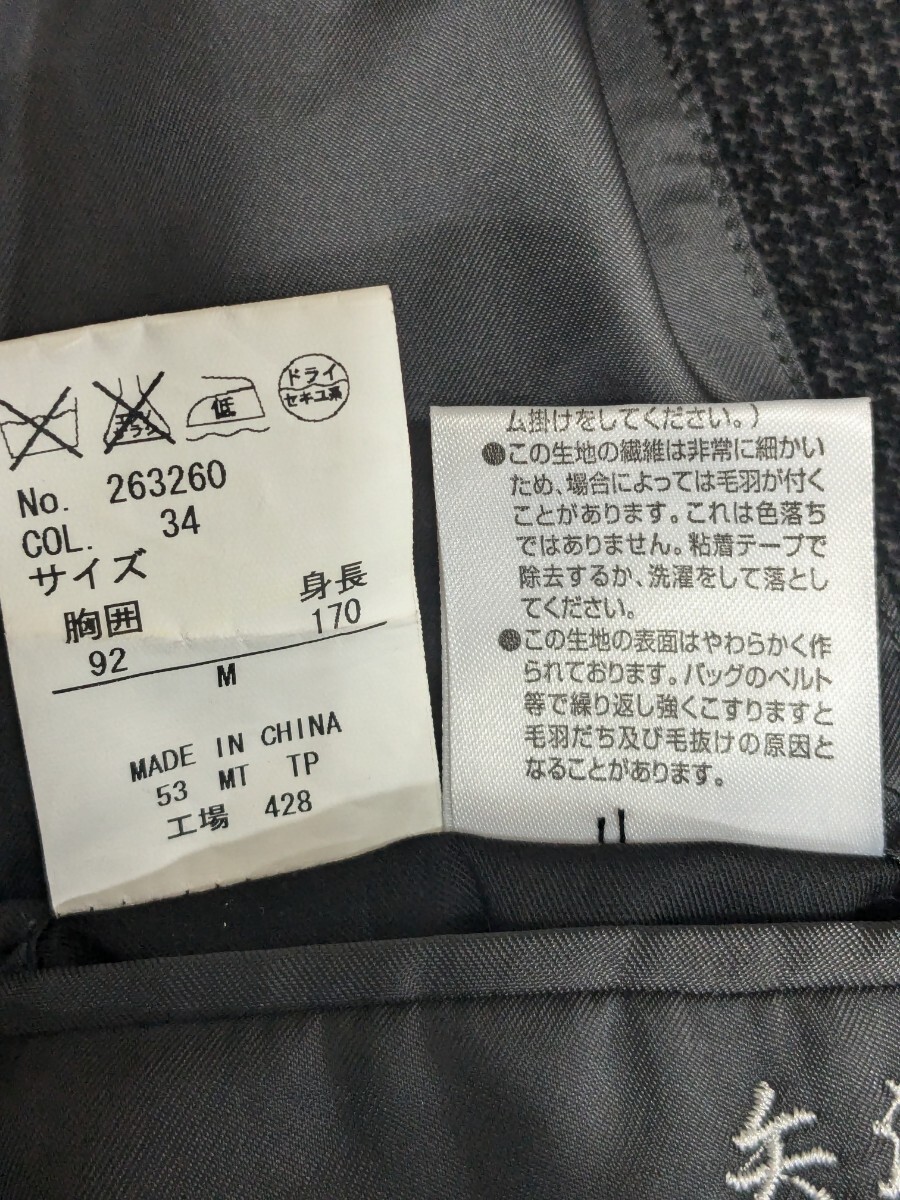 エンソ
サラシ
低
ドライ
セキユ系
No. 263260
COL. 34
サイズ
胸囲 身長
92 170
M
MADE IN CHINA
53 MT TP
工場 428
ム掛けをしてください。)
●この生地の繊維は非常に細かい
ため、場合によっては毛羽が付く
ことがあります。これは色落ち
ではありません。粘着テープで
除去するか、洗濯をして落とし
てください。
●この生地の表面はやわらかく作
られております。バッグのベルト
等で繰り返し強くこすりますと
毛羽だち及び毛抜けの原因と
なることがあります。
矢